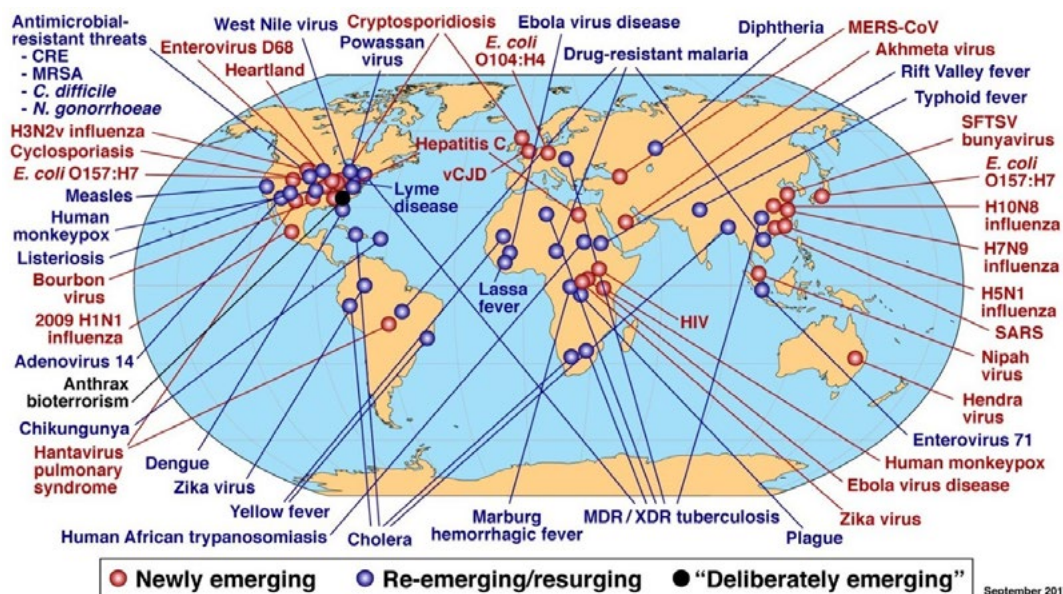 Antimicrobial-
resistant threats
- CRE
- MRSA
- C. difficile
- N. gonorrhoeae
H3N2v influenza
Cyclosporiasis
E. coli O157:H7
Measles
Human
monkeypox
Listeriosis
Bourbon
virus
2009 H1N1
influenza
Adenovirus 14
Anthrax
bioterrorism
Chikungunya
Hantavirus
pulmonary
syndrome
Enterovirus D68
Heartland
West Nile virus
Powassan
virus
Cryptosporidiosis
E. coli
O104:H4
Ebola virus disease
Drug-resistant malaria
Diphtheria
MERS-CoV
Akhmeta virus
Rift Valley fever
Typhoid fever
SFTSV
bunyavirus
E. coli
O157:H7
H10N8
influenza
H7N9
influenza
H5N1
influenza
SARS
Nipah
virus
Hendra
virus
Enterovirus 71
Human monkeypox
Ebola virus disease
Zika virus
Plague
Hepatitis C
vCJD
Lyme
disease
Lassa
fever
HIV
Dengue
Zika virus
Yellow fever
Human African trypanosomiasis
Cholera
Marburg
hemorrhagic fever
MDR / XDR tuberculosis
Newly emerging
Re-emerging/resurging
“Deliberately emerging”
September 201